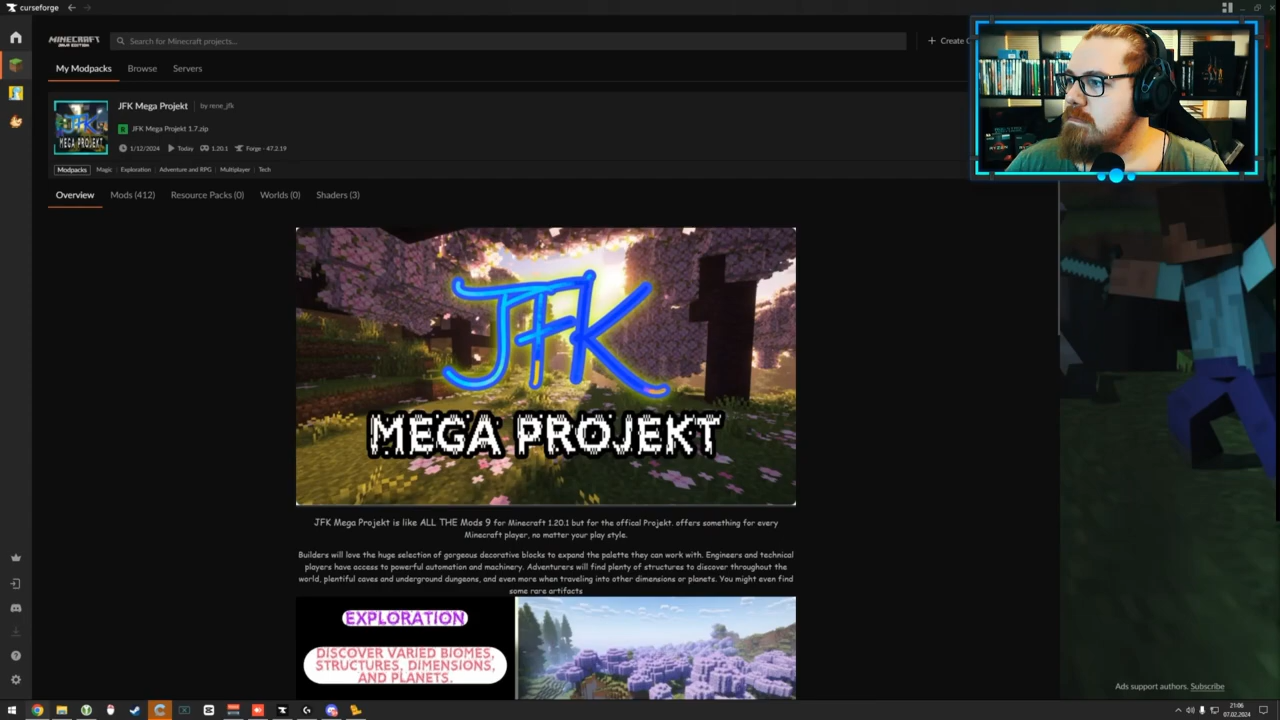 curseforge
MINECRAFT
JAVA EDITION
Search for Minecraft projects...
Create C
My Modpacks
Browse
Servers
JFK
MEGA PROJEKT
JFK Mega Projekt
by rene_jfk
R
JFK Mega Projekt 1.7.zip
1/12/2024
Today
1.20.1
Forge - 47.2.19
Modpacks
Magic
Exploration
Adventure and RPG
Multiplayer
Tech
Overview
Mods (412)
Resource Packs (0)
Worlds (0)
Shaders (3)
JFK
MEGA PROJEKT
JFK Mega Projekt is like ALL THE Mods 9 for Minecraft 1.20.1 but for the offical Projekt. offers something for every
Minecraft player, no matter your play style.
Builders will love the huge selection of gorgeous decorative blocks to expand the palette they can work with. Engineers and technical
players have access to powerful automation and machinery. Adventurers will find plenty of structures to discover throughout the
world, plentiful caves and underground dungeons, and even more when traveling into other dimensions or planets. You might even find
some rare artifacts
EXPLORATION
DISCOVER VARIED BIOMES,
STRUCTURES, DIMENSIONS,
AND PLANETS.
Ads support authors. Subscribe
21:06
07.02.2024